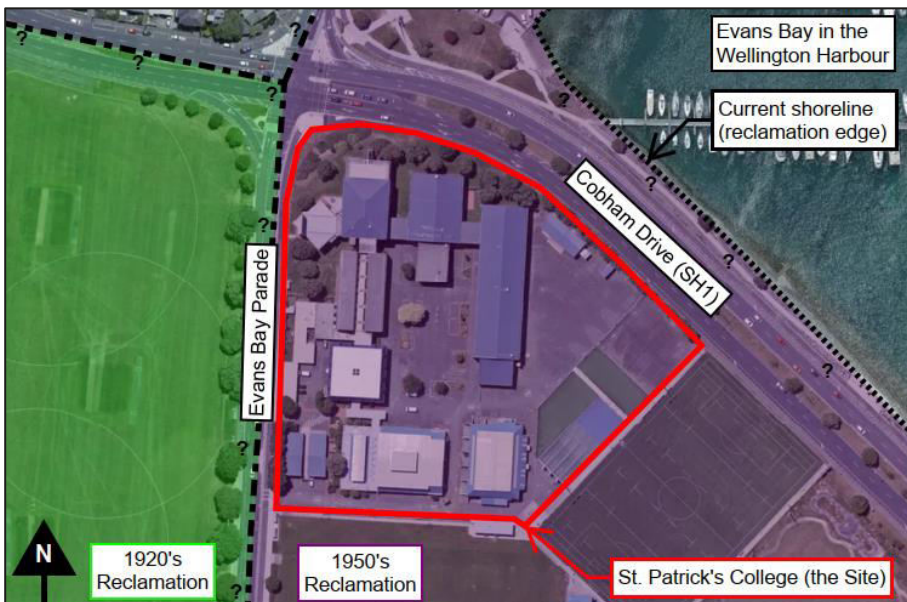 Evans Bay in the
Wellington Harbour
Current shoreline
(reclamation edge)
?
?
?
?
?
?
?
?
?
?
Cobham Drive (SH1)
Evans Bay Parade
N
1920's
Reclamation
1950's
Reclamation
St. Patrick's College (the Site)